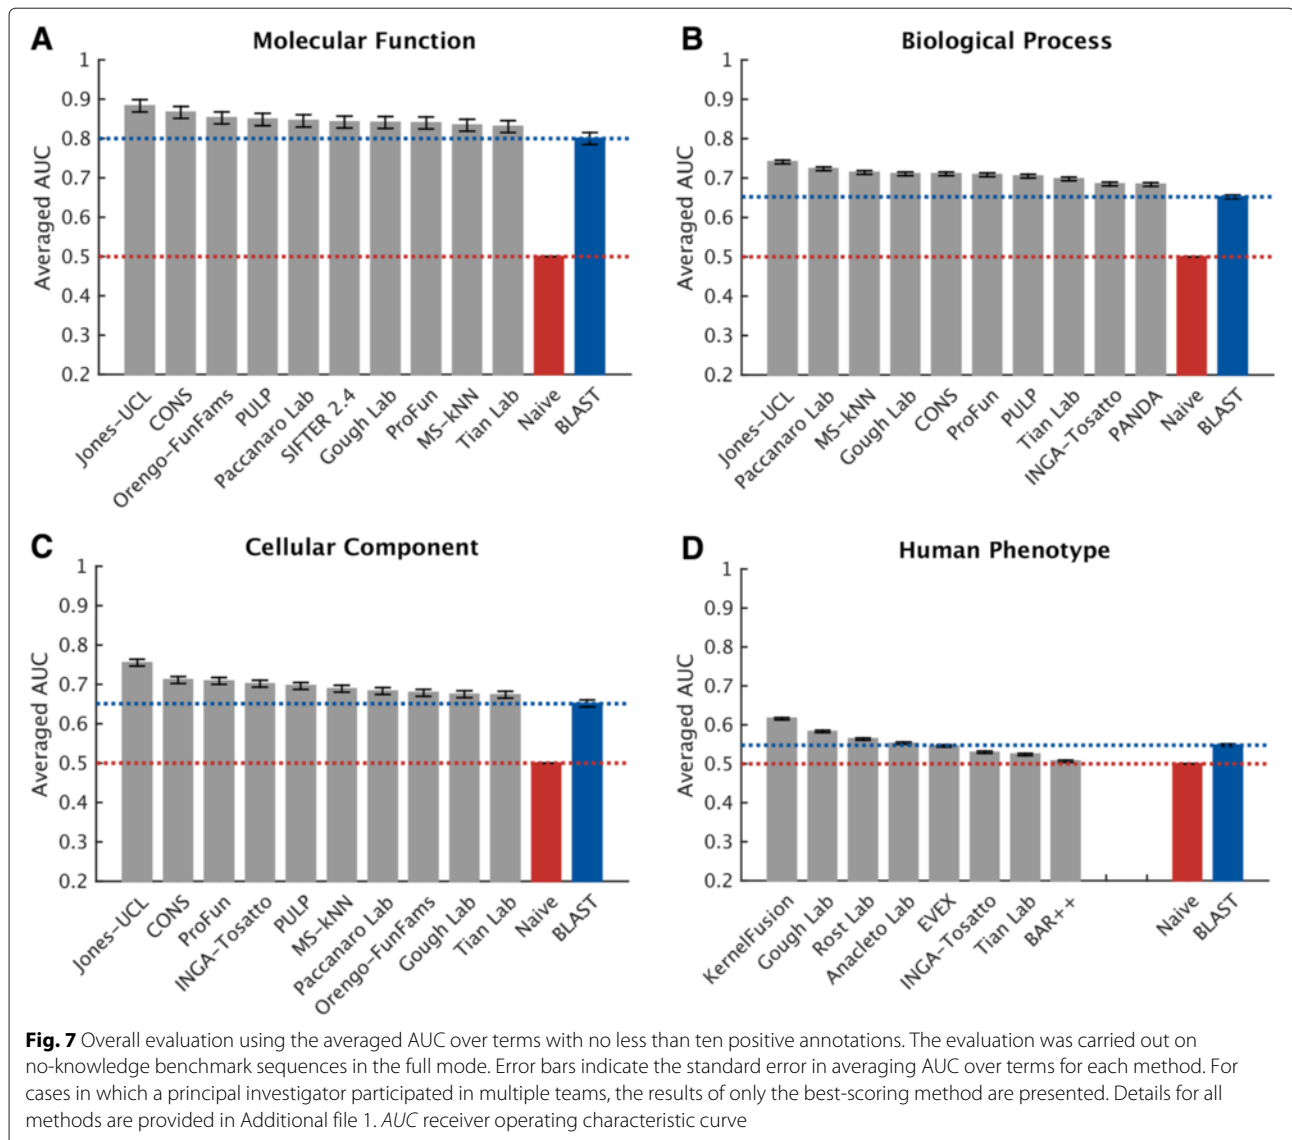 A
Molecular Function
1
0.9
0.8
0.7
0.6
0.5
0.4
0.3
0.2
Averaged AUC
Jones-UCL
CONS
Orengo-FunFams
PULP
Paccanaro Lab
SIFTER 2.4
Gough Lab
ProFun
MS-kNN
Tian Lab
Naive
BLAST
B
Biological Process
1
0.9
0.8
0.7
0.6
0.5
0.4
0.3
0.2
Averaged AUC
Jones-UCL
Paccanaro Lab
MS-kNN
Gough Lab
CONS
ProFun
PULP
Tian Lab
INGA-Tosatto
PANDA
Naive
BLAST
C
Cellular Component
1
0.9
0.8
0.7
0.6
0.5
0.4
0.3
0.2
Averaged AUC
Jones-UCL
CONS
ProFun
INGA-Tosatto
PULP
MS-kNN
Paccanaro Lab
Orengo-FunFams
Gough Lab
Tian Lab
Naive
BLAST
D
Human Phenotype
1
0.9
0.8
0.7
0.6
0.5
0.4
0.3
0.2
Averaged AUC
KernelFusion
Gough Lab
Rost Lab
Anacleto Lab
EVEX
INGA-Tosatto
Tian Lab
BAR++
Naive
BLAST
Fig. 7 Overall evaluation using the averaged AUC over terms with no less than ten positive annotations. The evaluation was carried out on
no-knowledge benchmark sequences in the full mode. Error bars indicate the standard error in averaging AUC over terms for each method. For
cases in which a principal investigator participated in multiple teams, the results of only the best-scoring method are presented. Details for all
methods are provided in Additional file 1. AUC receiver operating characteristic curve